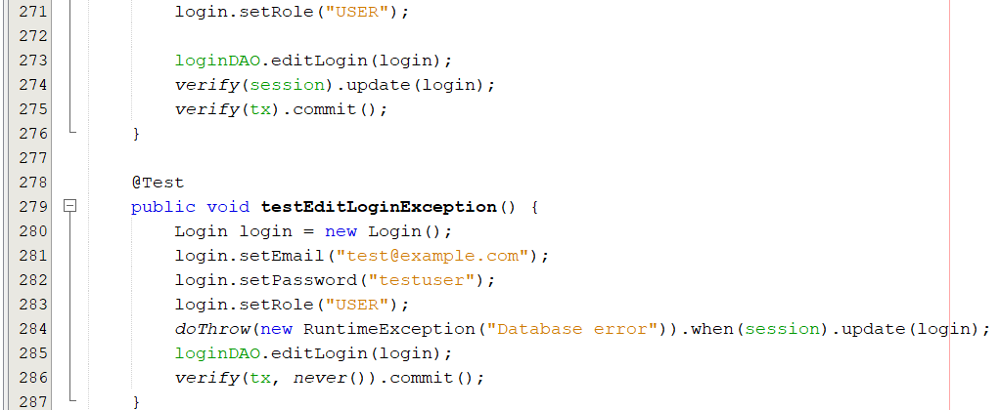 271 login.setRole("USER");
272
273 loginDAO.editLogin(login);
274 verify(session).update(login);
275 verify(tx).commit();
276 }
277
278 @Test
279 public void testEditLoginException() {
280 Login login = new Login();
281 login.setEmail("test@example.com");
282 login.setPassword("testuser");
283 login.setRole("USER");
284 doThrow(new RuntimeException("Database error")).when(session).update(login);
285 loginDAO.editLogin(login);
286 verify(tx, never()).commit();
287 }